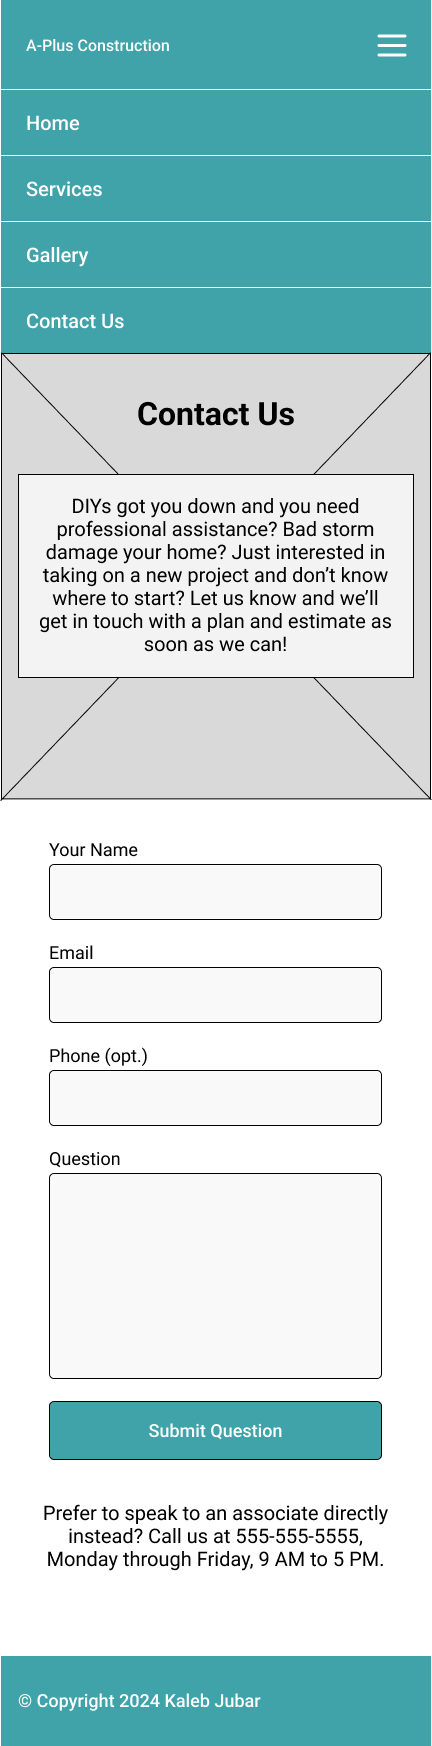 A-Plus Construction
Home
Services
Gallery
Contact Us
Contact Us
DIYs got you down and you need
professional assistance? Bad storm
damage your home? Just interested in
taking on a new project and don’t know
where to start? Let us know and we’ll
get in touch with a plan and estimate as
soon as we can!
Your Name
Email
Phone (opt.)
Question
Submit Question
Prefer to speak to an associate directly
instead? Call us at 555-555-5555,
Monday through Friday, 9 AM to 5 PM.
© Copyright 2024 Kaleb Jubar